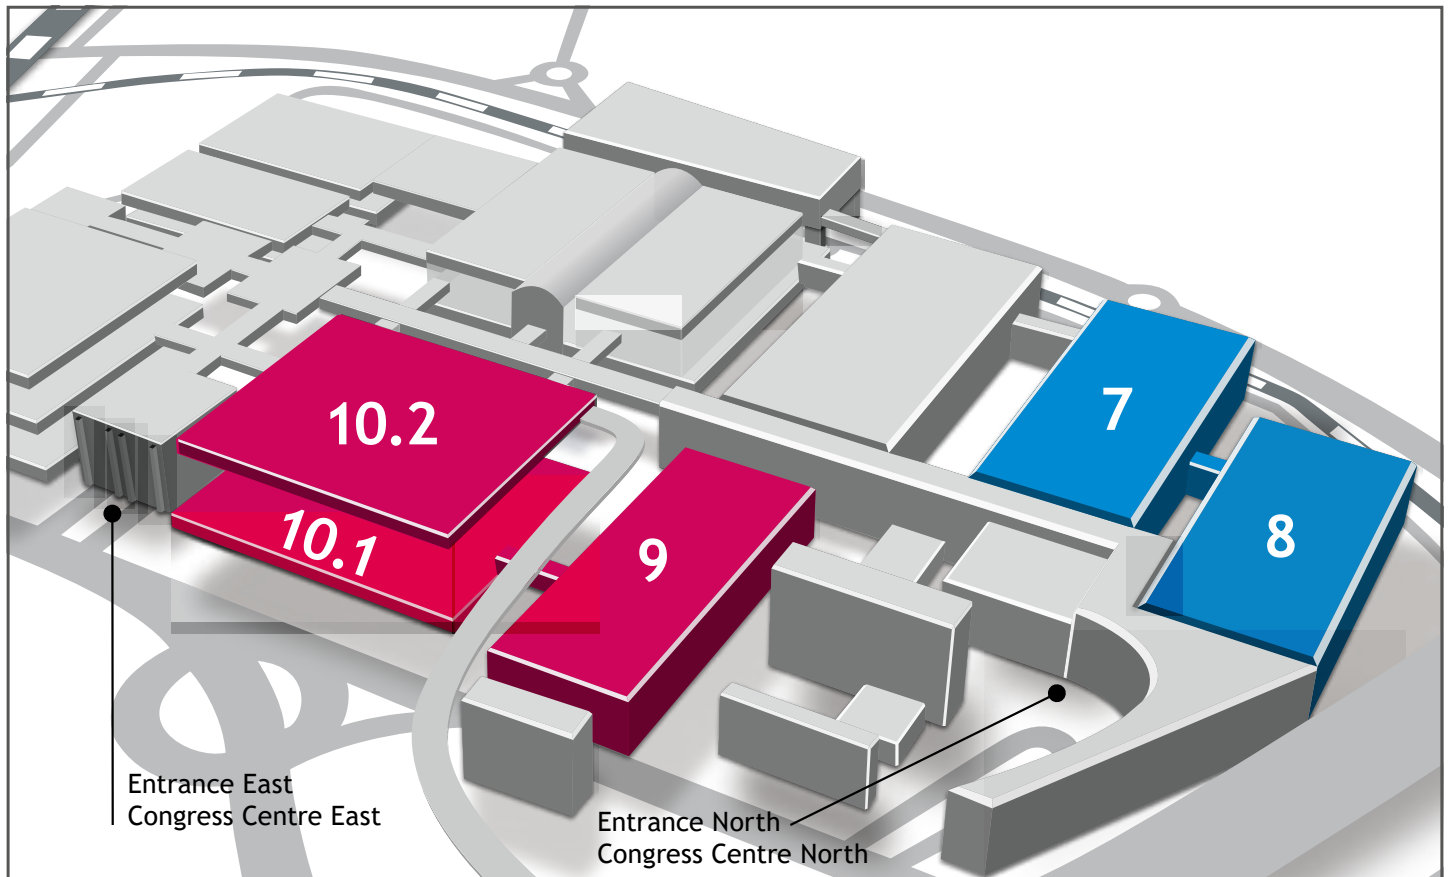 7
10.2
8
10.1
9
Entrance East
Congress Centre East
Entrance North
Congress Centre North